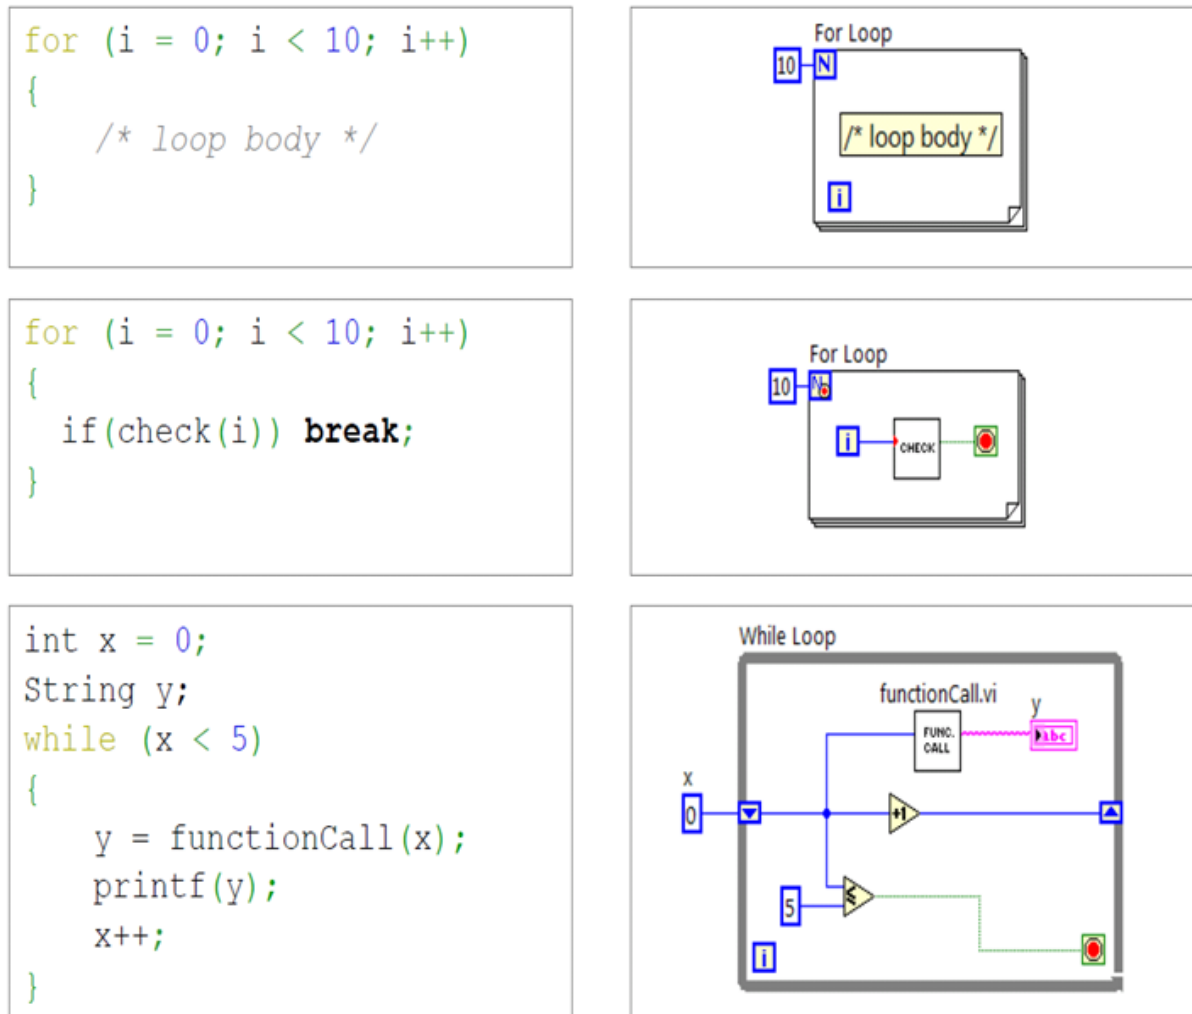 for (i = 0; i < 10; i++)
{
/* loop body */
}
For Loop
10 N
/* loop body */
i
for (i = 0; i < 10; i++)
{
if(check(i)) break;
}
For Loop
10 N
i CHECK
int x = 0;
String y;
while (x < 5)
{
y = functionCall(x);
printf(y);
x++;
}
While Loop
functionCall.vi
y
FUNC.
CALL
abc
x
0
+1
5 ≤
i